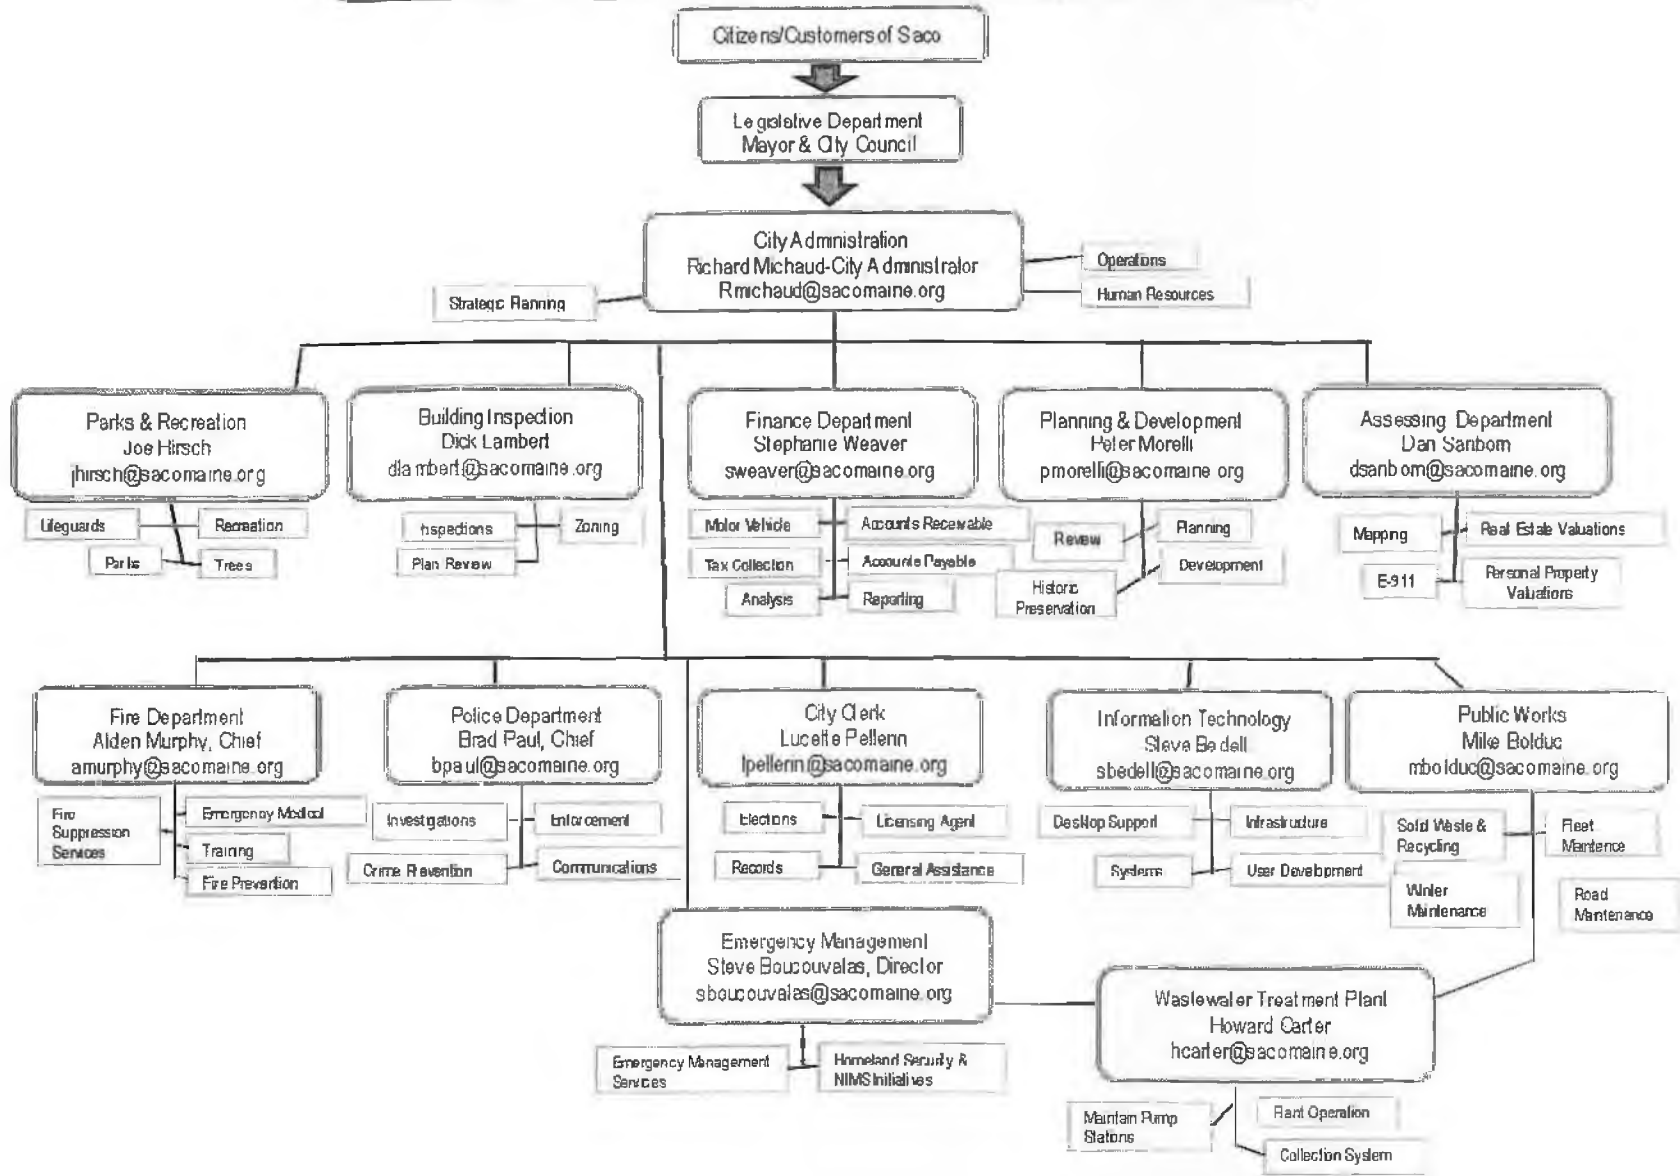 Citizens/Customers of Saco
Legislative Department
Mayor & City Council
City Administration
Richard Michaud-City Administrator
Rmichaud@sacomaine.org
Strategic Planning
Operations
Human Resources
Parks & Recreation
Joe Hirsch
jhirsch@sacomaine.org
Lifeguards
Recreation
Parks
Trees
Building Inspection
Dick Lambert
dlambert@sacomaine.org
Inspections
Zoning
Plan Review
Finance Department
Stephanie Weaver
sweaver@sacomaine.org
Motor Vehicle
Accounts Receivable
Tax Collection
Accounts Payable
Analysis
Reporting
Planning & Development
Peter Morelli
pmorelli@sacomaine.org
Review
Planning
Historic
Preservation
Development
Assessing Department
Dan Sanborn
dsanborn@sacomaine.org
Mapping
Real Estate Valuations
E-911
Personal Property
Valuations
Fire Department
Alden Murphy, Chief
amurphy@sacomaine.org
Fire
Suppression
Services
Emergency Medical
Training
Fire Prevention
Police Department
Brad Paul, Chief
bpaul@sacomaine.org
Investigations
Enforcement
Crime Prevention
Communications
City Clerk
Lucette Pellerin
lpellerin@sacomaine.org
Elections
Licensing Agent
Records
General Assistance
Information Technology
Steve Bedell
sbedell@sacomaine.org
Desktop Support
Infrastructure
Systems
User Development
Public Works
Mike Bolduc
mbolduc@sacomaine.org
Solid Waste &
Recycling
Fleet
Maintence
Winter
Maintenance
Road
Maintenance
Emergency Management
Steve Boucouvalas, Director
sboucouvalas@sacomaine.org
Emergency Management
Services
Homeland Security &
NIMS Initiatives
Wastewater Treatment Plant
Howard Carter
hcarter@sacomaine.org
Maintain Pump
Stations
Plant Operation
Collection System